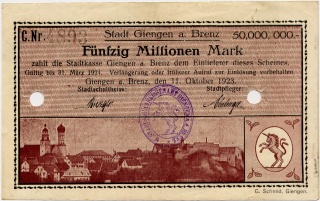 C.Nr. 4893 Stadt Giengen a. Brenz 50,000,000.-
Fünfzig Millionen Mark
zahlt die Stadtkasse Giengen a. Brenz dem Einlieferer dieses Scheines.
Gültig bis 31. März 1924. Verlängerung oder früherer Aufruf zur Einlösung vorbehalten
Giengen a. Brenz, den 11. Oktober 1923.
Stadtschultheiß: Stadtpfleger:
C. Schmid, Giengen.